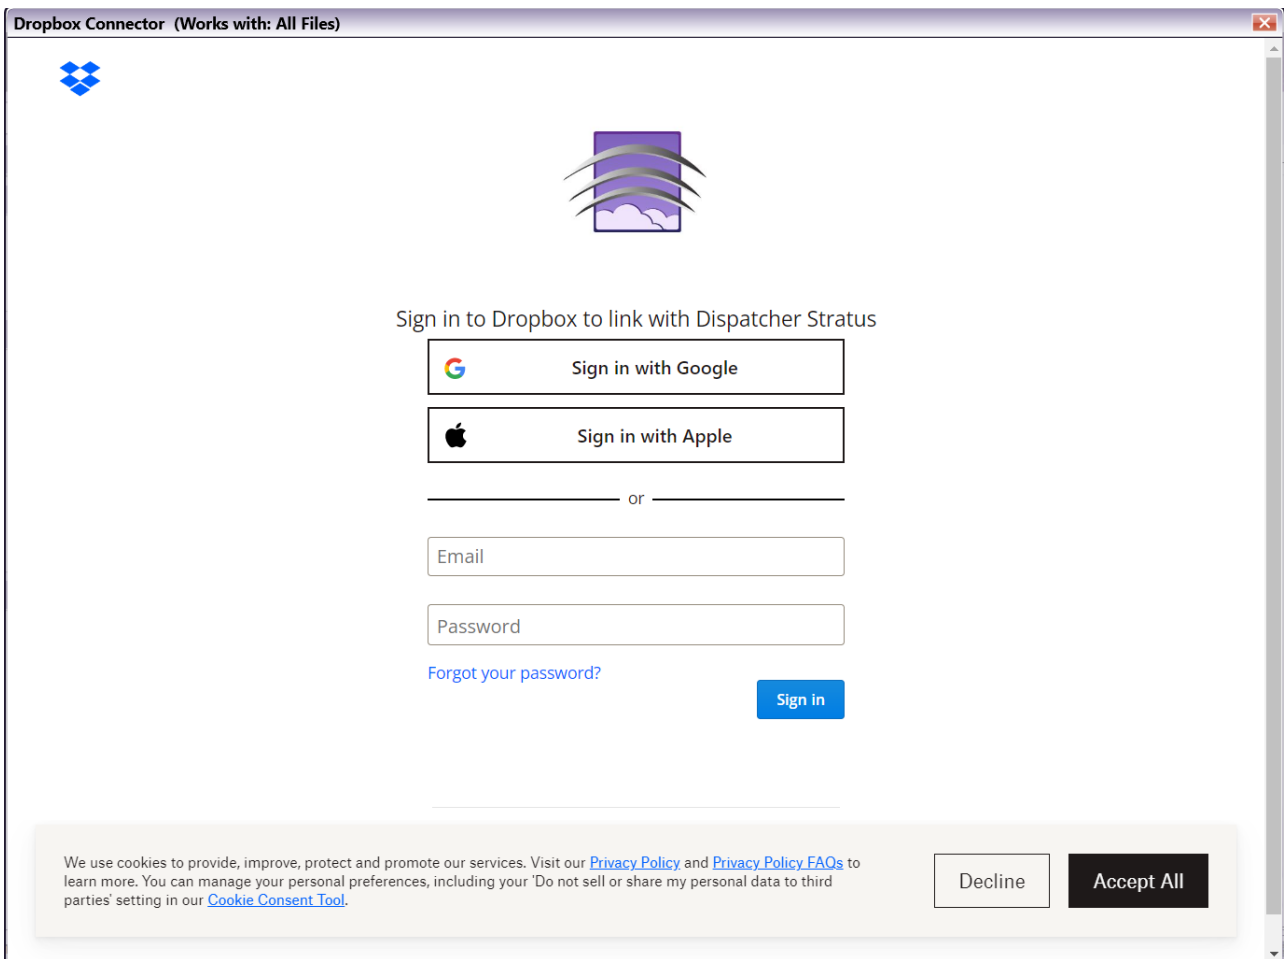 Dropbox Connector  (Works with: All Files)
Sign in to Dropbox to link with Dispatcher Stratus
Sign in with Google
Sign in with Apple
or
Email
Password
Forgot your password?
Sign in
We use cookies to provide, improve, protect and promote our services. Visit our Privacy Policy and Privacy Policy FAQs to
learn more. You can manage your personal preferences, including your 'Do not sell or share my personal data to third
parties' setting in our Cookie Consent Tool.
Decline
Accept All